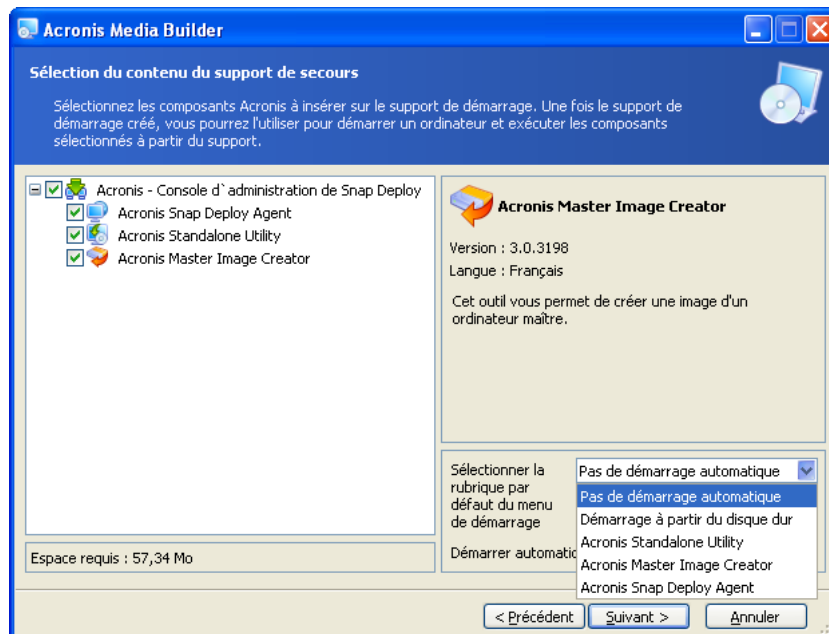 Acronis Media Builder
Sélection du contenu du support de secours
Sélectionnez les composants Acronis à insérer sur le support de démarrage. Une fois le support de
démarrage créé, vous pourrez l'utiliser pour démarrer un ordinateur et exécuter les composants
sélectionnés à partir du support.
Acronis - Console d`administration de Snap Deploy
Acronis Snap Deploy Agent
Acronis Standalone Utility
Acronis Master Image Creator
Espace requis : 57,34 Mo
Acronis Master Image Creator
Version : 3.0.3198
Langue : Français
Cet outil vous permet de créer une image d'un
ordinateur maître.
Sélectionner la
rubrique par
défaut du menu
de démarrage
Pas de démarrage automatique
Pas de démarrage automatique
Démarrage à partir du disque dur
Acronis Standalone Utility
Acronis Master Image Creator
Acronis Snap Deploy Agent
Démarrer
< Précédent
Suivant >
Annuler